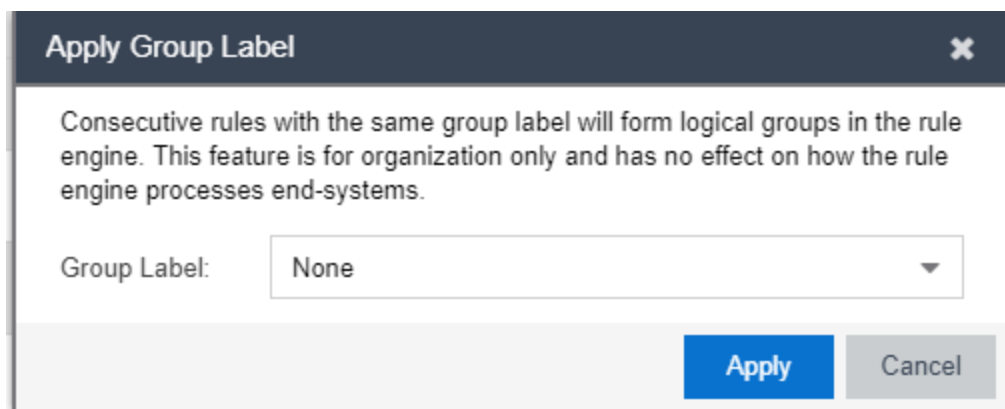 Apply Group Label
Consecutive rules with the same group label will form logical groups in the rule
engine. This feature is for organization only and has no effect on how the rule
engine processes end-systems.
Group Label: None
Apply Cancel